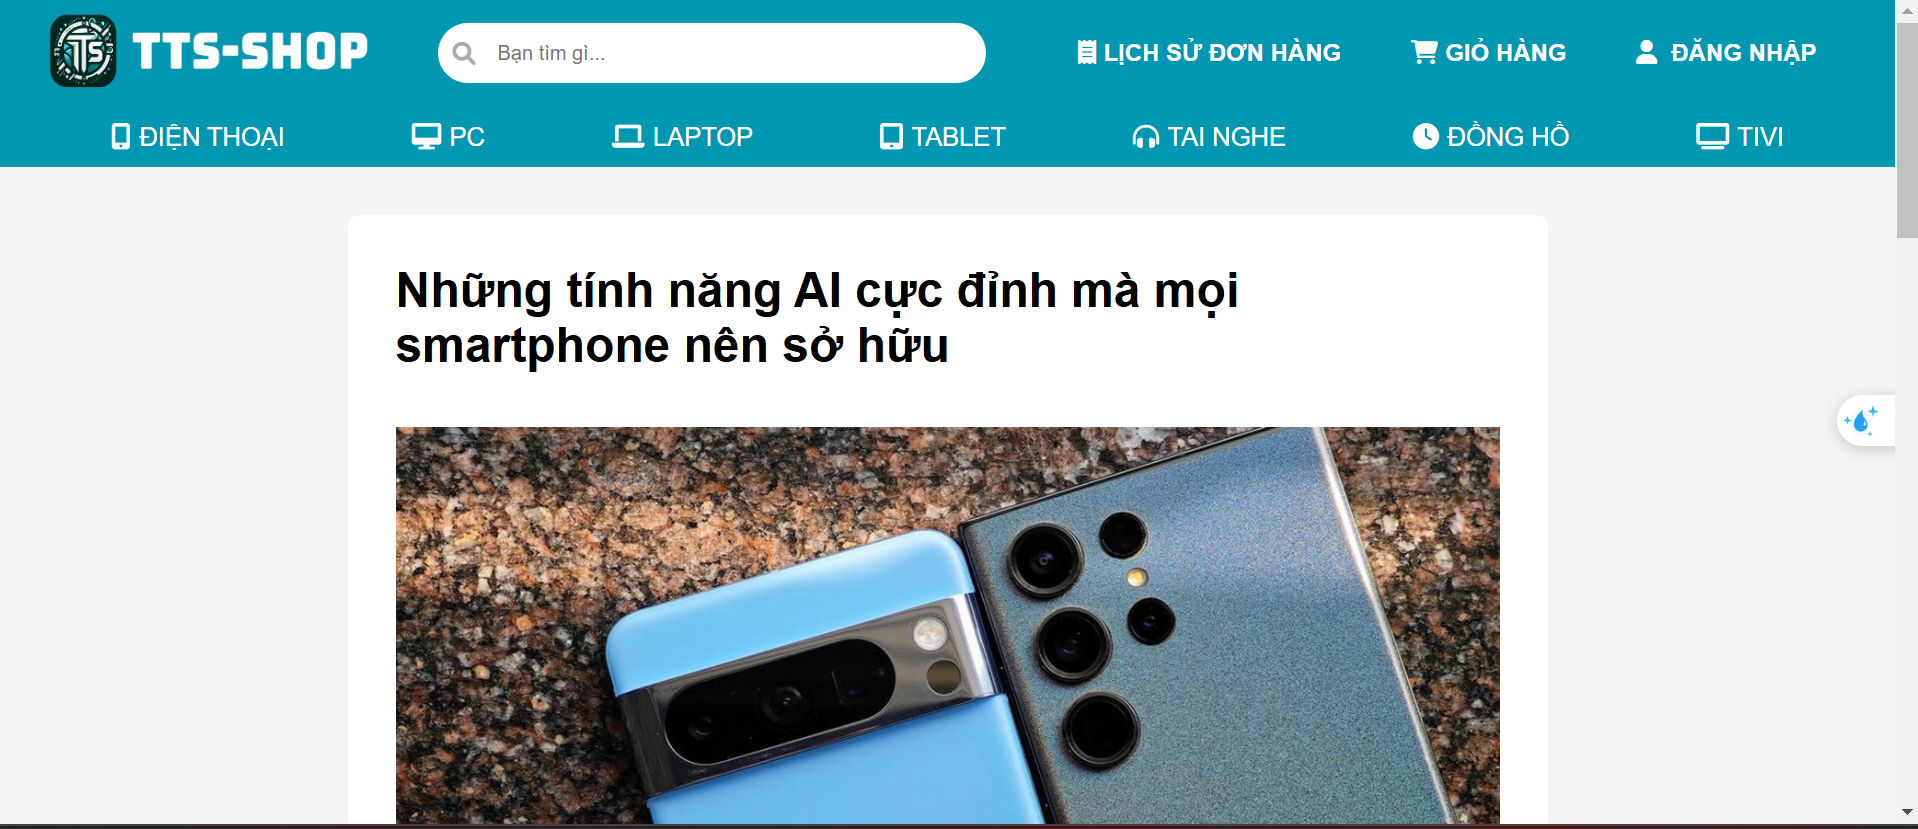 TTS TTS-SHOP
Bạn tìm gì...
LỊCH SỬ ĐƠN HÀNG
GIỎ HÀNG
ĐĂNG NHẬP
ĐIỆN THOẠI
PC
LAPTOP
TABLET
TAI NGHE
ĐỒNG HỒ
TIVI
Những tính năng AI cực đỉnh mà mọi
smartphone nên sở hữu